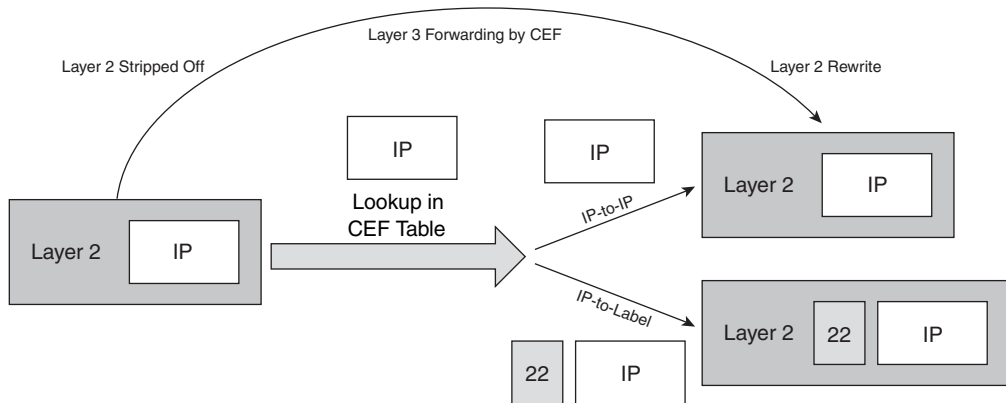 Layer 3 Forwarding by CEF
Layer 2 Stripped Off
Layer 2 Rewrite
IP
IP
Layer 2
IP
Lookup in
CEF Table
Layer 2
IP
IP-to-IP
IP-to-Label
Layer 2
22
IP
22
IP